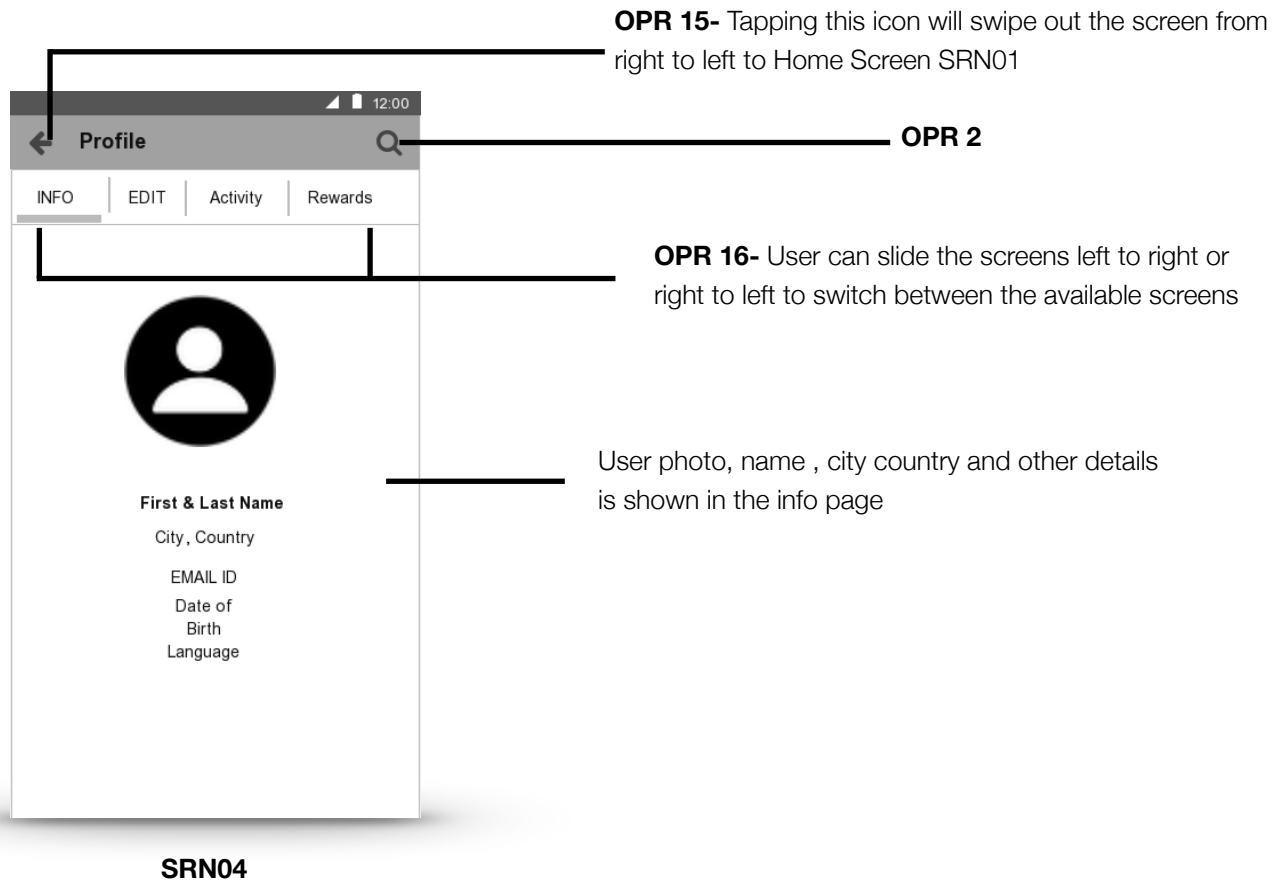 OPR 15- Tapping this icon will swipe out the screen from
right to left to Home Screen SRN01
12:00
Profile
OPR 2
INFO
EDIT
Activity
Rewards
OPR 16- User can slide the screens left to right or
right to left to switch between the available screens
User photo, name , city country and other details
is shown in the info page
First & Last Name
City, Country
EMAIL ID
Date of
Birth
Language
SRN04